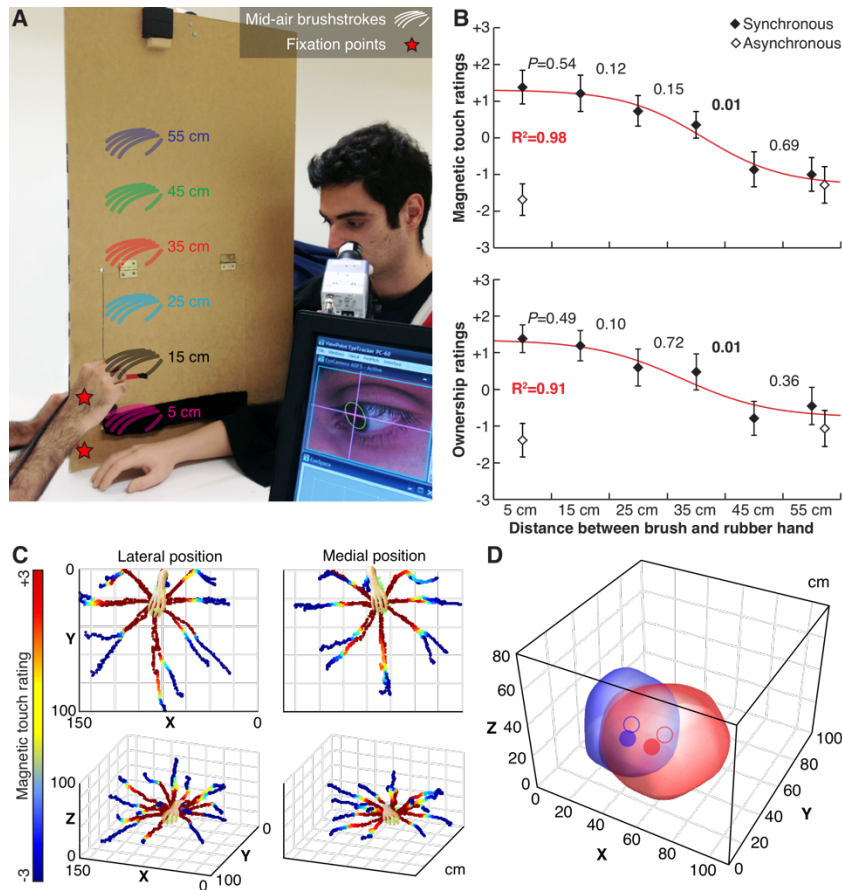 A
Mid-air brushstrokes
Fixation points
55 cm
45 cm
35 cm
25 cm
15 cm
5 cm
ViewPoint EyeTracker PC-60
EyeCamera 60FS - Active
EyeSpace
B
Synchronous
Asynchronous
Magnetic touch ratings
+3
+2
+1
0
-1
-2
-3
P=0.54
0.12
0.15
0.01
0.69
R²=0.98
Ownership ratings
+3
+2
+1
0
-1
-2
-3
P=0.49
0.10
0.72
0.01
0.36
R²=0.91
5 cm 15 cm 25 cm 35 cm 45 cm 55 cm
Distance between brush and rubber hand
C
Magnetic touch rating
+3
-3
Lateral position
Medial position
0
Y
100
150 X 0
100
Z
0
150 X 0
Y
0
100
cm
D
cm
80
60
Z 40
20
0
0
20
40
X 60
80
100
0
20
40
Y
60
80
100